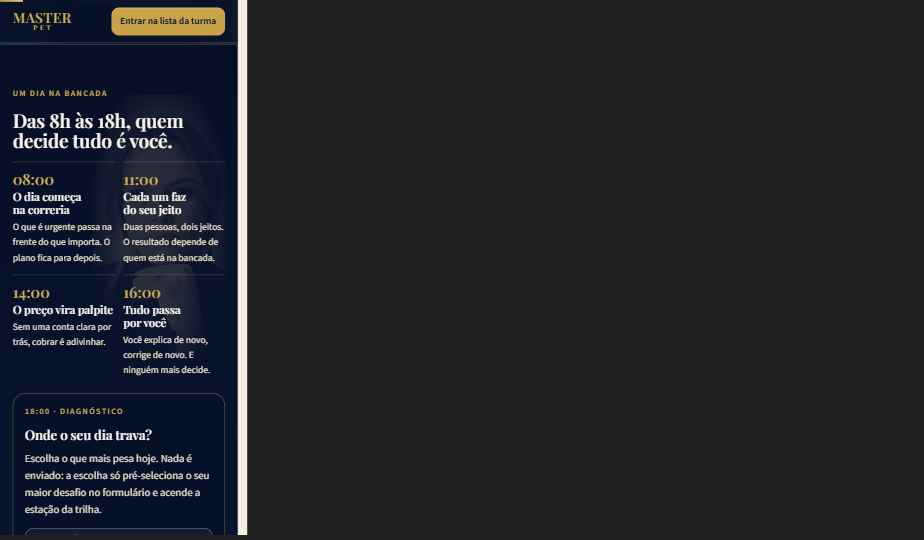 MASTER
PET
Entrar na lista da turma
UM DIA NA BANCADA
Das 8h às 18h, quem
decide tudo é você.
08:00
O dia começa
na correria
O que é urgente passa na
frente do que importa. O
plano fica para depois.
11:00
Cada um faz
do seu jeito
Duas pessoas, dois jeitos.
O resultado depende de
quem está na bancada.
14:00
O preço vira palpite
Sem uma conta clara por
trás, cobrar é adivinhar.
16:00
Tudo passa
por você
Você explica de novo,
corrige de novo. E
ninguém mais decide.
18:00 - DIAGNÓSTICO
Onde o seu dia trava?
Escolha o que mais pesa hoje. Nada é
enviado: a escolha só pré-seleciona o seu
maior desafio no formulário e acende a
estação da trilha.